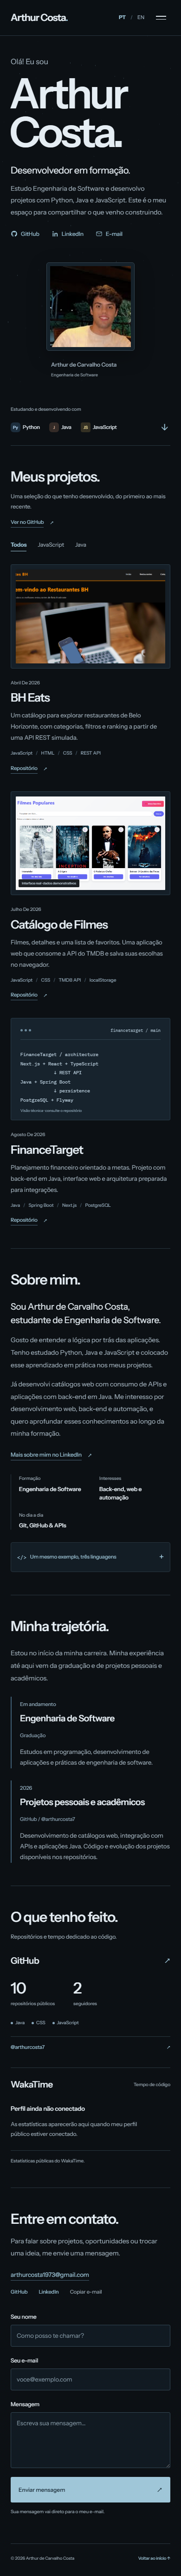 Arthur Costa.
PT / EN
Olá! Eu sou
Arthur
Costa.
Desenvolvedor em formação.
Estudo Engenharia de Software e desenvolvo
projetos com Python, Java e JavaScript. Este é o meu
espaço para compartilhar o que venho construindo.
GitHub LinkedIn E-mail
Arthur de Carvalho Costa
Engenharia de Software
Estudando e desenvolvendo com
Py Python J Java JS JavaScript ↓
Meus projetos.
Uma seleção do que tenho desenvolvido, do primeiro ao mais
recente.
Ver no GitHub ↗
Todos JavaScript Java
BH
em-vindo ao Restaurantes BH
Abril De 2026
BH Eats
Um catálogo para explorar restaurantes de Belo
Horizonte, com categorias, filtros e ranking a partir de
uma API REST simulada.
JavaScript / HTML / CSS / REST API
Repositório ↗
Filmes Populares
INCEPTION
Julho De 2026
Catálogo de Filmes
Filmes, detalhes e uma lista de favoritos. Uma aplicação
web que consome a API do TMDB e salva suas escolhas
no navegador.
JavaScript / CSS / TMDB API / localStorage
Repositório ↗
financetarget / main
FinanceTarget / architecture
Next.js + React + TypeScript
↓ REST API
Java + Spring Boot
↓ persistence
PostgreSQL + Flyway
Visão técnica: consulte o repositório
Agosto De 2026
FinanceTarget
Planejamento financeiro orientado a metas. Projeto com
back-end em Java, interface web e arquitetura preparada
para integrações.
Java / Spring Boot / Next.js / PostgreSQL
Repositório ↗
Sobre mim.
Sou Arthur de Carvalho Costa,
estudante de Engenharia de Software.
Gosto de entender a lógica por trás das aplicações.
Tenho estudado Python, Java e JavaScript e colocado
esse aprendizado em prática nos meus projetos.
Já desenvolvi catálogos web com consumo de APIs e
aplicações com back-end em Java. Me interesso por
desenvolvimento web, back-end e automação, e
quero aprofundar esses conhecimentos ao longo da
minha formação.
Mais sobre mim no LinkedIn ↗
Formação Interesses
Engenharia de Software Back-end, web e
automação
No dia a dia
Git, GitHub & APIs
</> Um mesmo exemplo, três linguagens +
Minha trajetória.
Estou no início da minha carreira. Minha experiência
até aqui vem da graduação e de projetos pessoais e
acadêmicos.
Em andamento
Engenharia de Software
Graduação
Estudos em programação, desenvolvimento de
aplicações e práticas de engenharia de software.
2026
Projetos pessoais e acadêmicos
GitHub / @arthurcosta7
Desenvolvimento de catálogos web, integração com
APIs e aplicações Java. Código e evolução dos projetos
disponíveis nos repositórios.
O que tenho feito.
Repositórios e tempo dedicado ao código.
GitHub ↗
10 2
repositórios públicos seguidores
Java CSS JavaScript
@arthurcosta7 ↗
WakaTime Tempo de código
Perfil ainda não conectado
As estatísticas aparecerão aqui quando meu perfil
público estiver conectado.
Estatísticas públicas do WakaTime.
Entre em contato.
Para falar sobre projetos, oportunidades ou trocar
uma ideia, me envie uma mensagem.
arthurcosta1973@gmail.com
GitHub LinkedIn Copiar e-mail
Seu nome
Como posso te chamar?
Seu e-mail
voce@exemplo.com
Mensagem
Escreva sua mensagem...
Enviar mensagem ↗
Sua mensagem vai direto para o meu e-mail.
© 2026 Arthur de Carvalho Costa Voltar ao início ↑